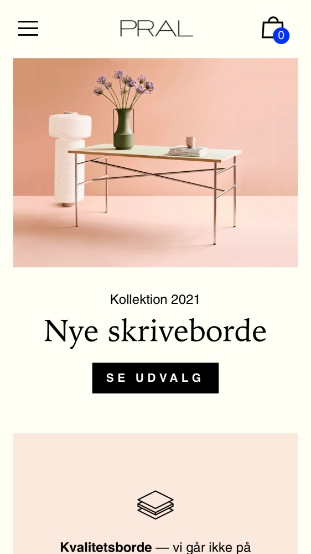 PRAL
0
Kollektion 2021
Nye skriveborde
SE UDVALG
Kvalitetsborde — vi går ikke på